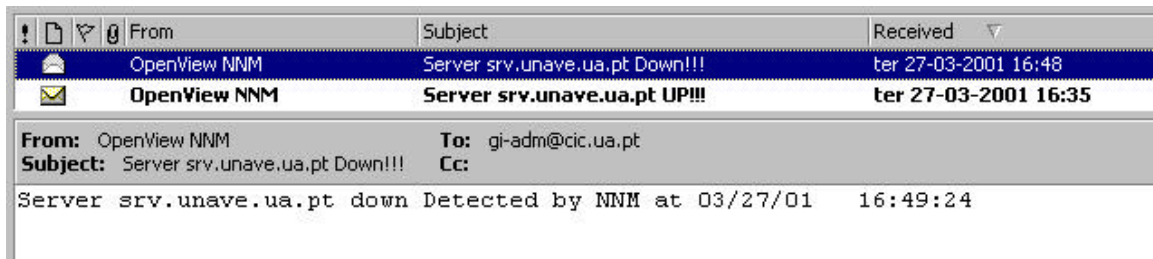 ! From Subject Received
OpenView NNM Server srv.unave.ua.pt Down!!! ter 27-03-2001 16:48
OpenView NNM Server srv.unave.ua.pt UP!!! ter 27-03-2001 16:35
From: OpenView NNM To: gi-adm@cic.ua.pt
Subject: Server srv.unave.ua.pt Down!!! Cc:
Server srv.unave.ua.pt down Detected by NNM at 03/27/01 16:49:24